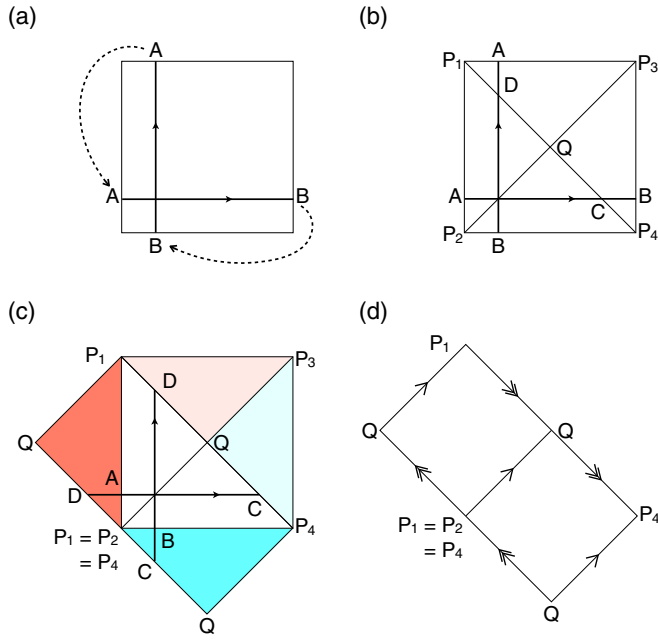 (a)
A
A
B
B
(b)
A
P₁
P₃
D
Q
A
B
C
P₂
P₄
B
(c)
P₁
P₃
D
Q
Q
A
D
C
P₄
P₁ = P₂
B
= P₄
C
Q
(d)
P₁
Q
Q
P₁ = P₂
P₄
= P₄
Q